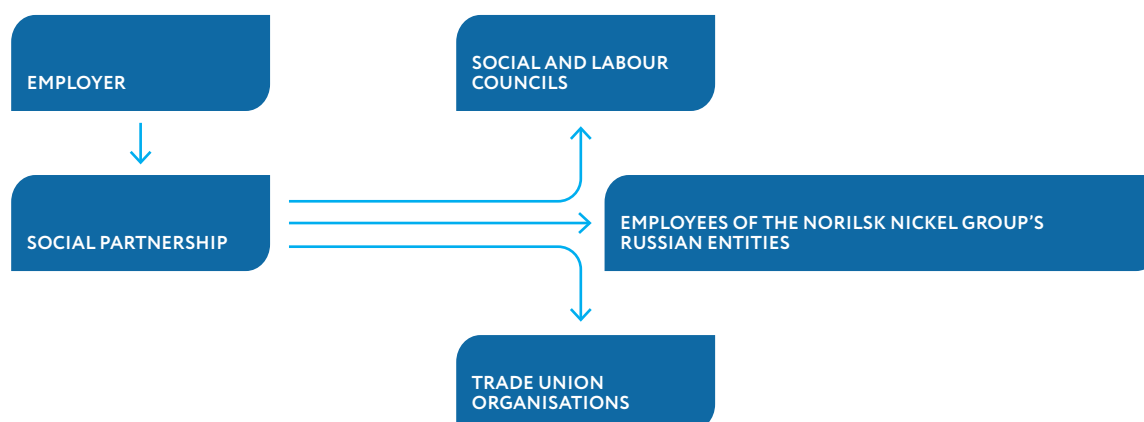 EMPLOYER
SOCIAL AND LABOUR
COUNCILS
SOCIAL PARTNERSHIP
EMPLOYEES OF THE NORILSK NICKEL GROUP’S
RUSSIAN ENTITIES
TRADE UNION
ORGANISATIONS